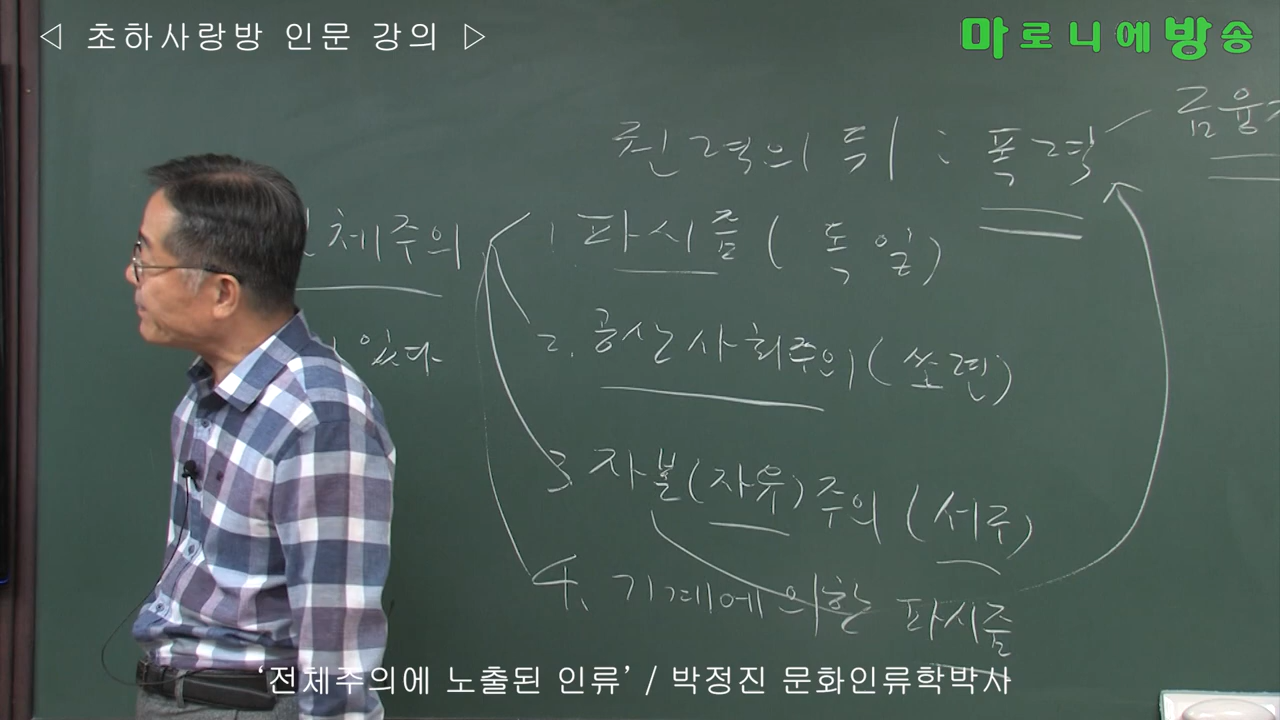 ◁ 초하사랑방 인문 강의 ▷
마로니에방송
권력의 뒤 : 폭력
금융
체주의
1. 파시즘 (독일)
있다
2. 공산사회주의 (쏘련)
3. 자본(자유)주의 (서구)
4. 기계에 의한 파시즘
‘전체주의에 노출된 인류’ / 박정진 문화인류학박사